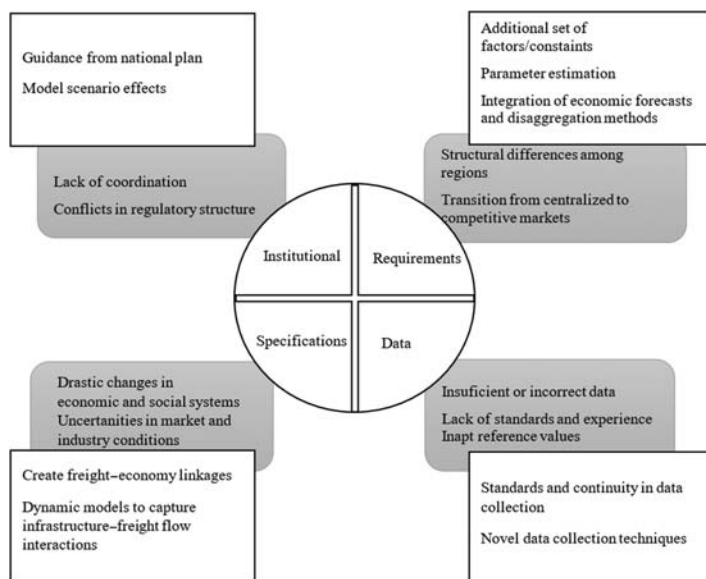 Guidance from national plan
Model scenario effects
Lack of coordination
Conflicts in regulatory structure
Additional set of
factors/constaints
Parameter estimation
Integration of economic forecasts
and disaggregation methods
Structural differences among
regions
Transition from centralized to
competitive markets
Institutional
Requirements
Specifications
Data
Drastic changes in
economic and social systems
Uncertanities in market and
industry conditions
Create freight–economy linkages
Dynamic models to capture
infrastructure–freight flow
interactions
Insuficient or incorrect data
Lack of standards and experience
Inapt reference values
Standards and continuity in data
collection
Novel data collection techniques